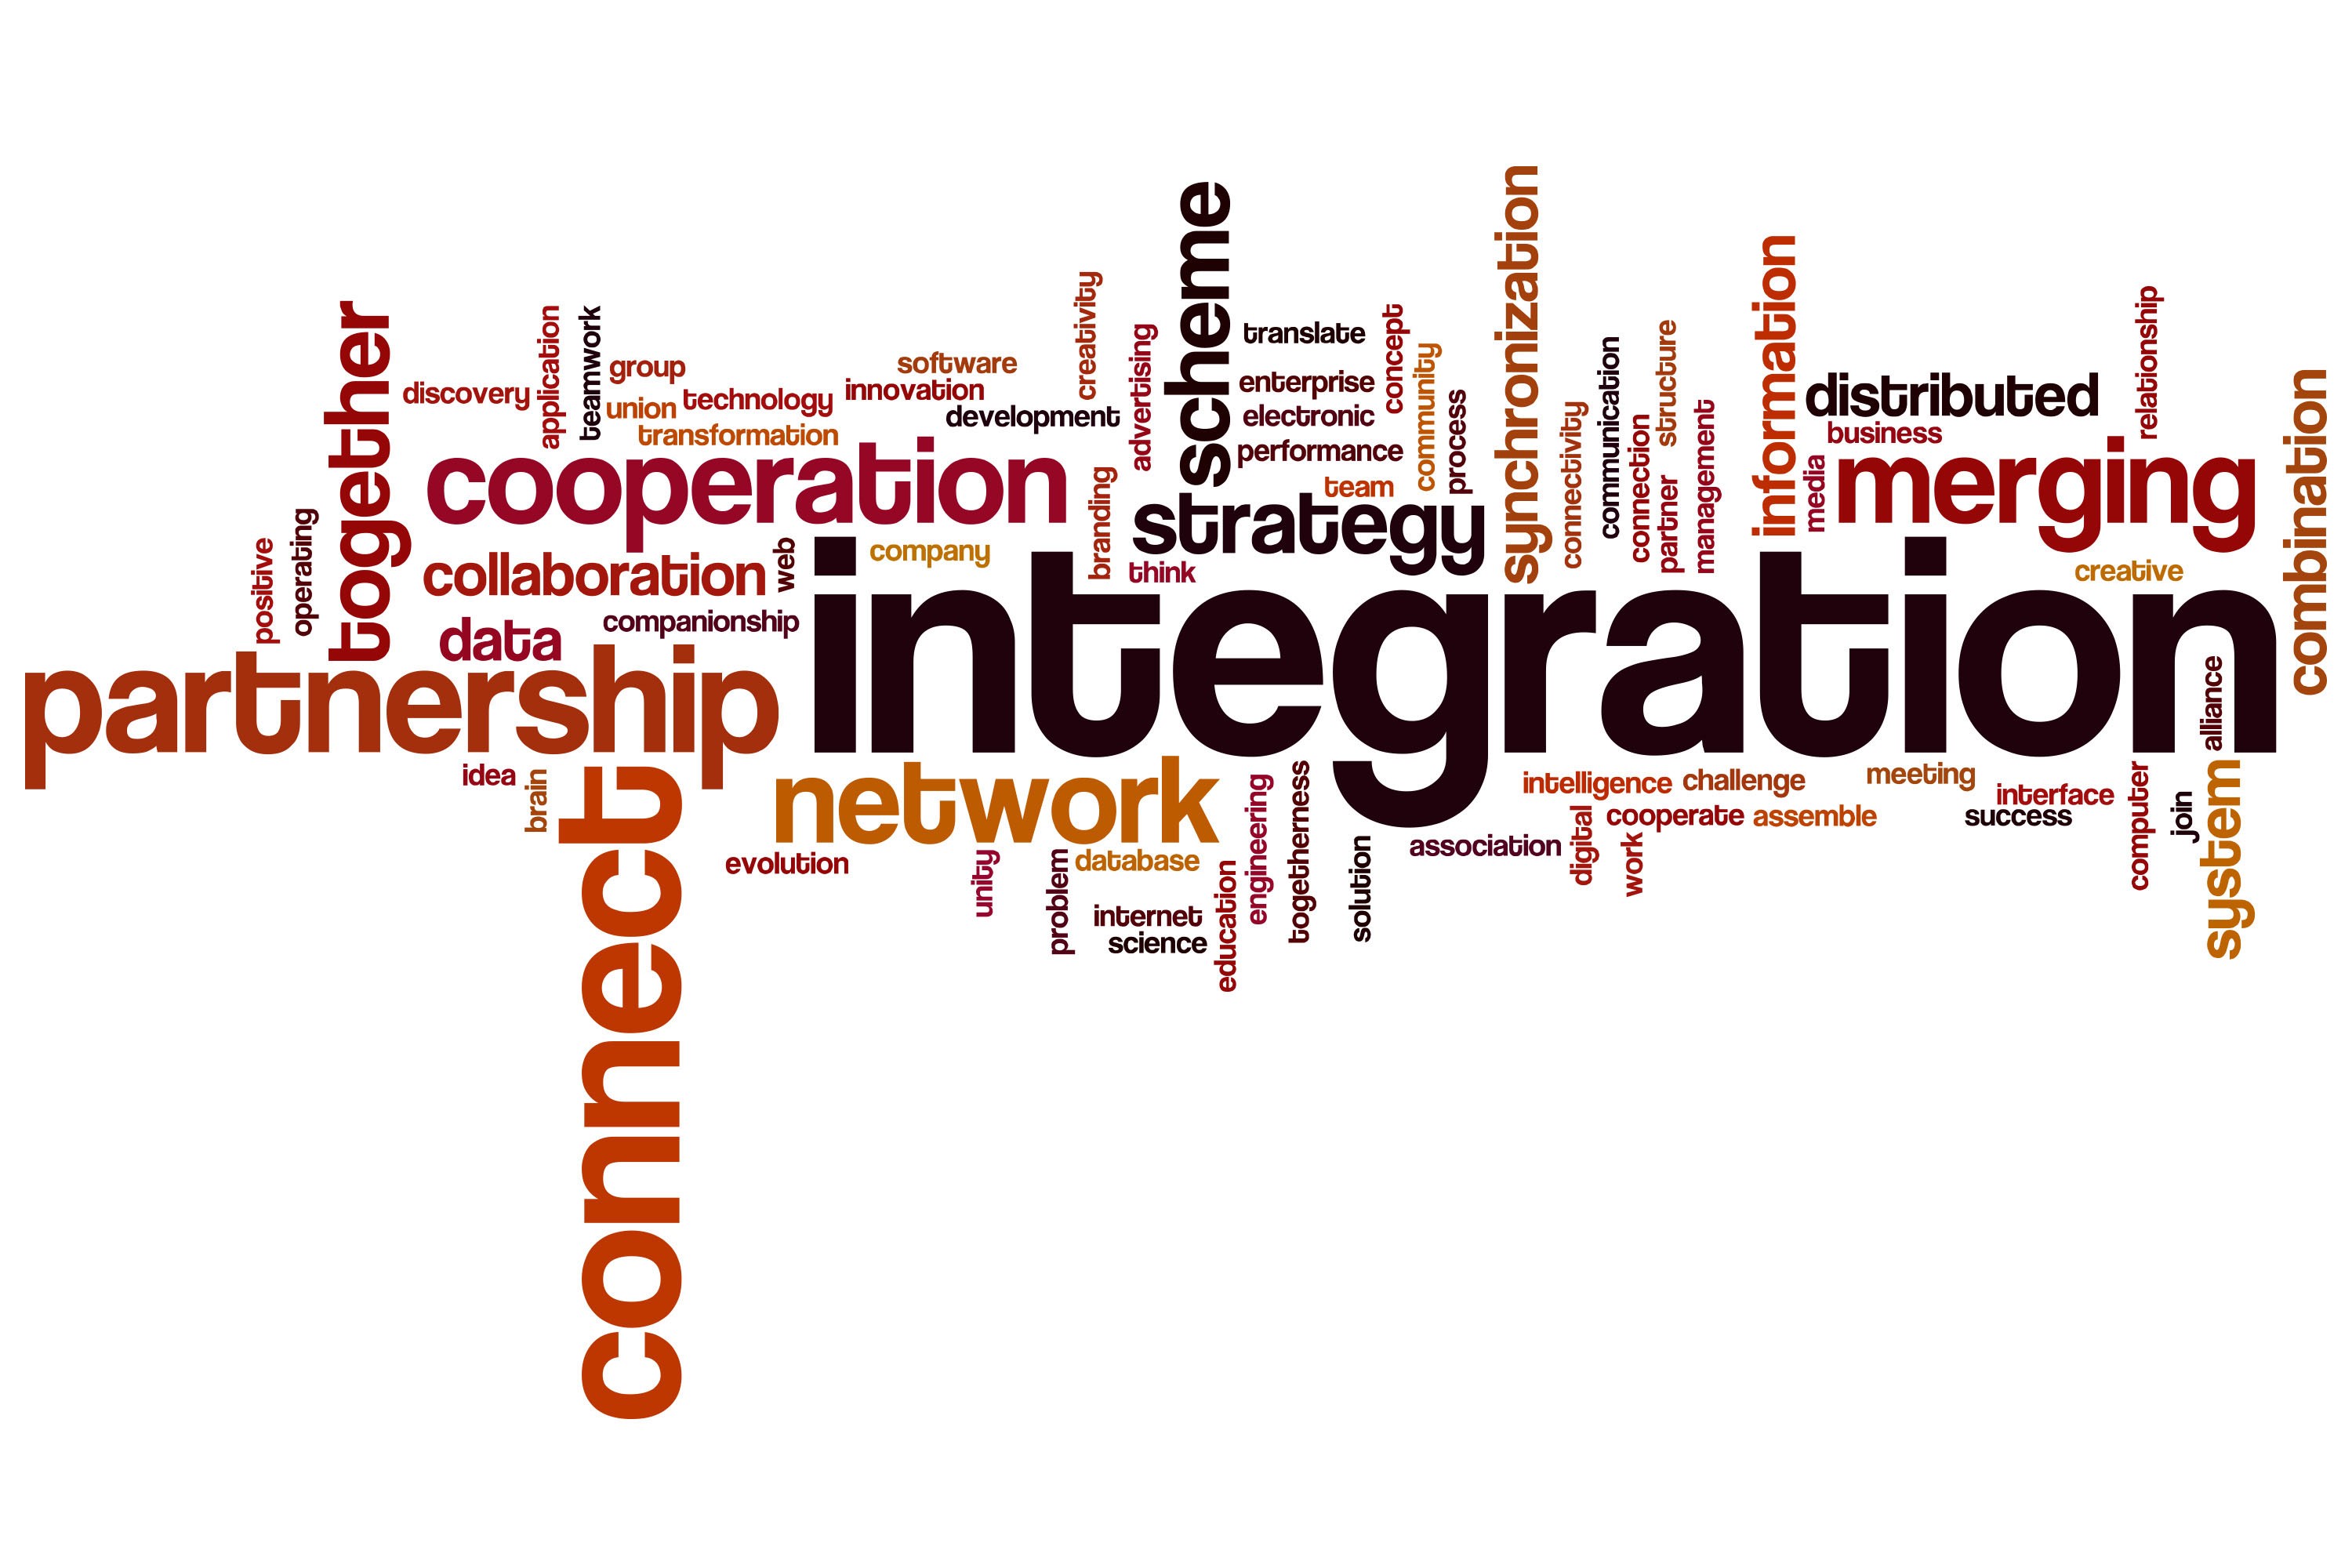 together
discovery
application
teamwork
group
union
technology
transformation
software
innovation
development
creativity
advertising
scheme
translate
enterprise
electronic
performance
team
concept
community
process
synchronization
connectivity
communication
connection
structure
partner
management
information
media
distributed
business
relationship
merging
combination
creative
positive
operating
cooperation
collaboration
web
company
branding
think
strategy
data
companionship
partnership
integration
alliance
idea
brain
connect
network
evolution
unity
problem
database
internet
science
education
engineering
togetherness
solution
association
intelligence
challenge
digital
cooperate
work
assemble
meeting
interface
success
computer
join
system